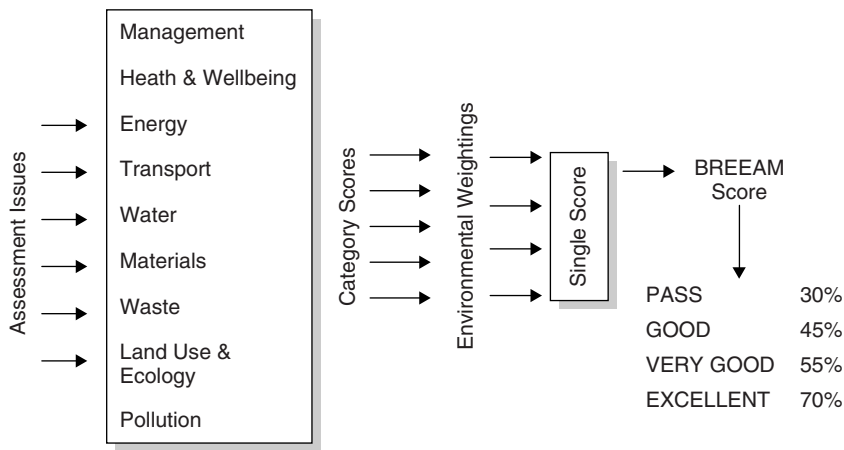 Assessment Issues
Management
Heath & Wellbeing
Energy
Transport
Water
Materials
Waste
Land Use &
Ecology
Pollution
Category Scores
Environmental Weightings
Single Score
BREEAM
Score
PASS 30%
GOOD 45%
VERY GOOD 55%
EXCELLENT 70%